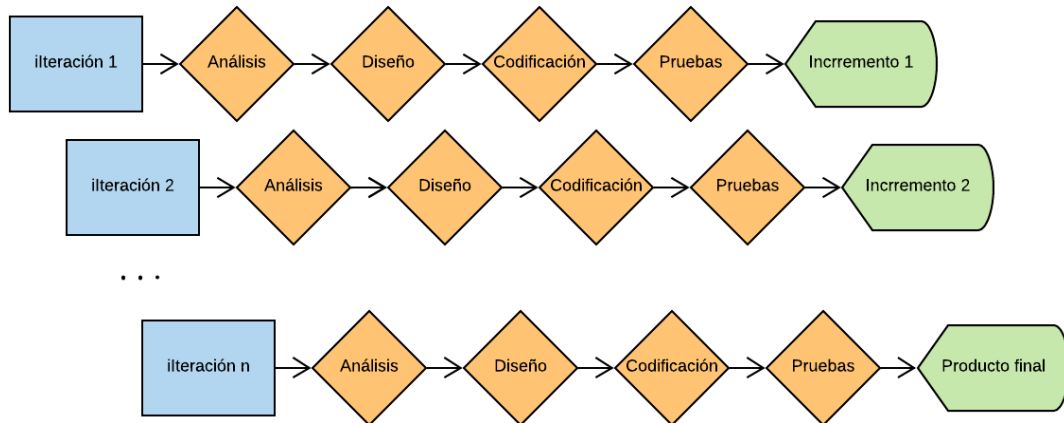 iIteración 1
Análisis
Diseño
Codificación
Pruebas
Incrremento 1
iIteración 2
Análisis
Diseño
Codificación
Pruebas
Incrremento 2
. . .
iIteración n
Análisis
Diseño
Codificación
Pruebas
Producto final